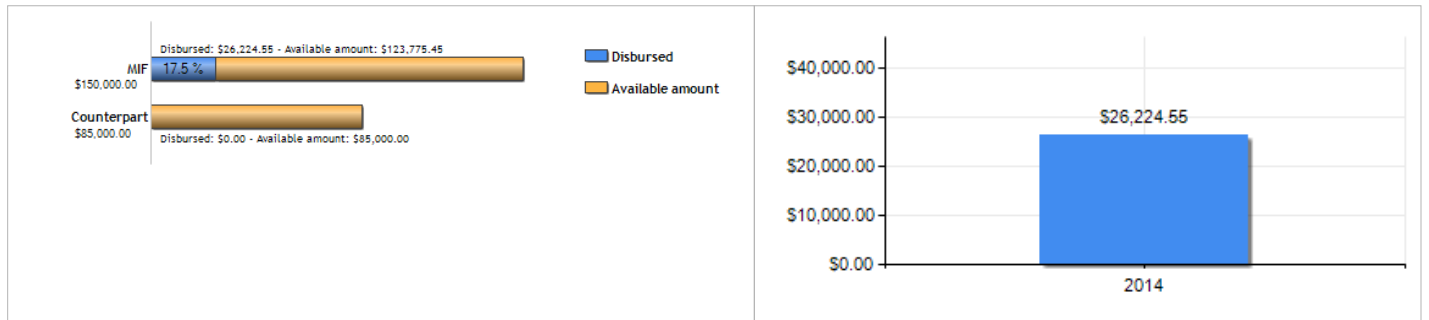 Disbursed: $26,224.55 - Available amount: $123,775.45
MIF
17.5 %
$150,000.00
Counterpart
$85,000.00
Disbursed: $0.00 - Available amount: $85,000.00
Disbursed
Available amount
$40,000.00
$30,000.00
$20,000.00
$10,000.00
$0.00
$26,224.55
2014